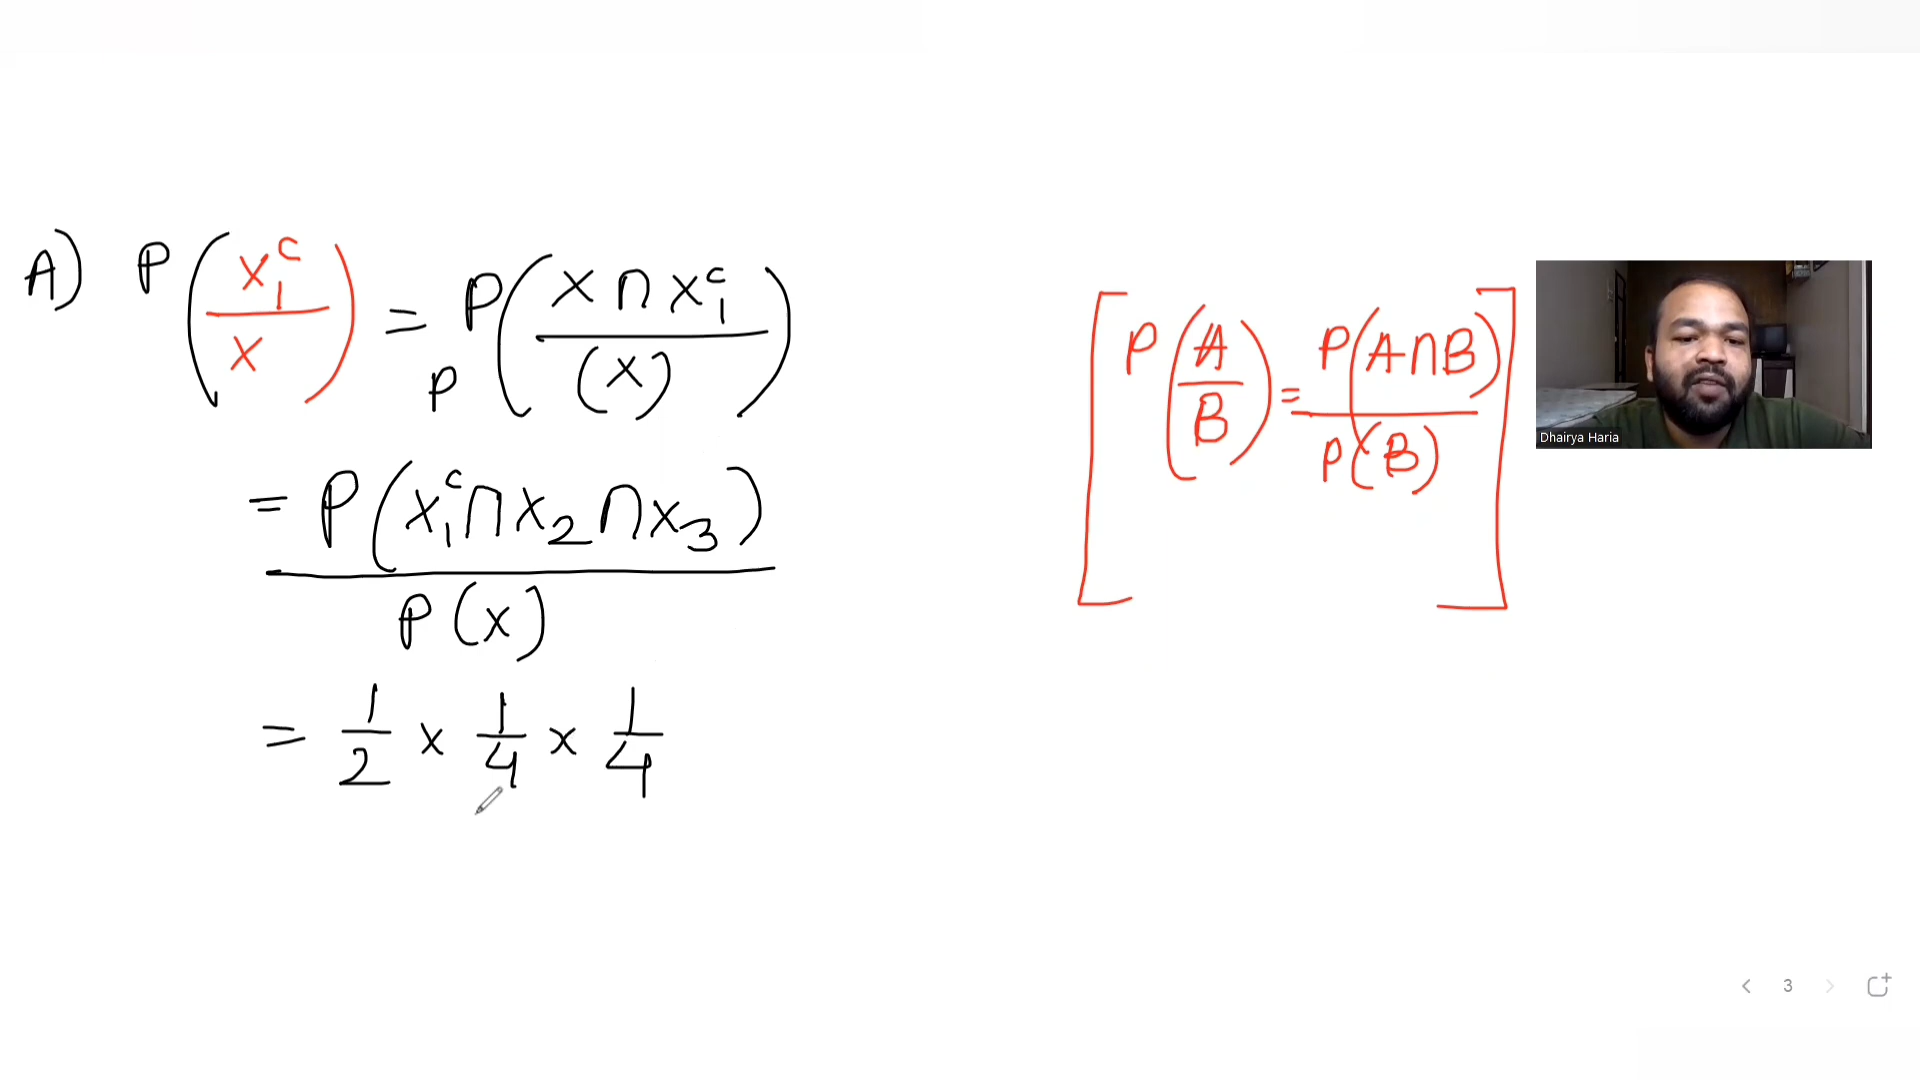 A) P(x₁ᶜ/x) = P(x∩x₁ᶜ)/P(x)
= P(x₁ᶜ∩x₂∩x₃)
P(x)
= 1/2 x 1/4 x 1/4
[P(A/B) = P(A∩B)/P(B)]
Dhairya Haria
3